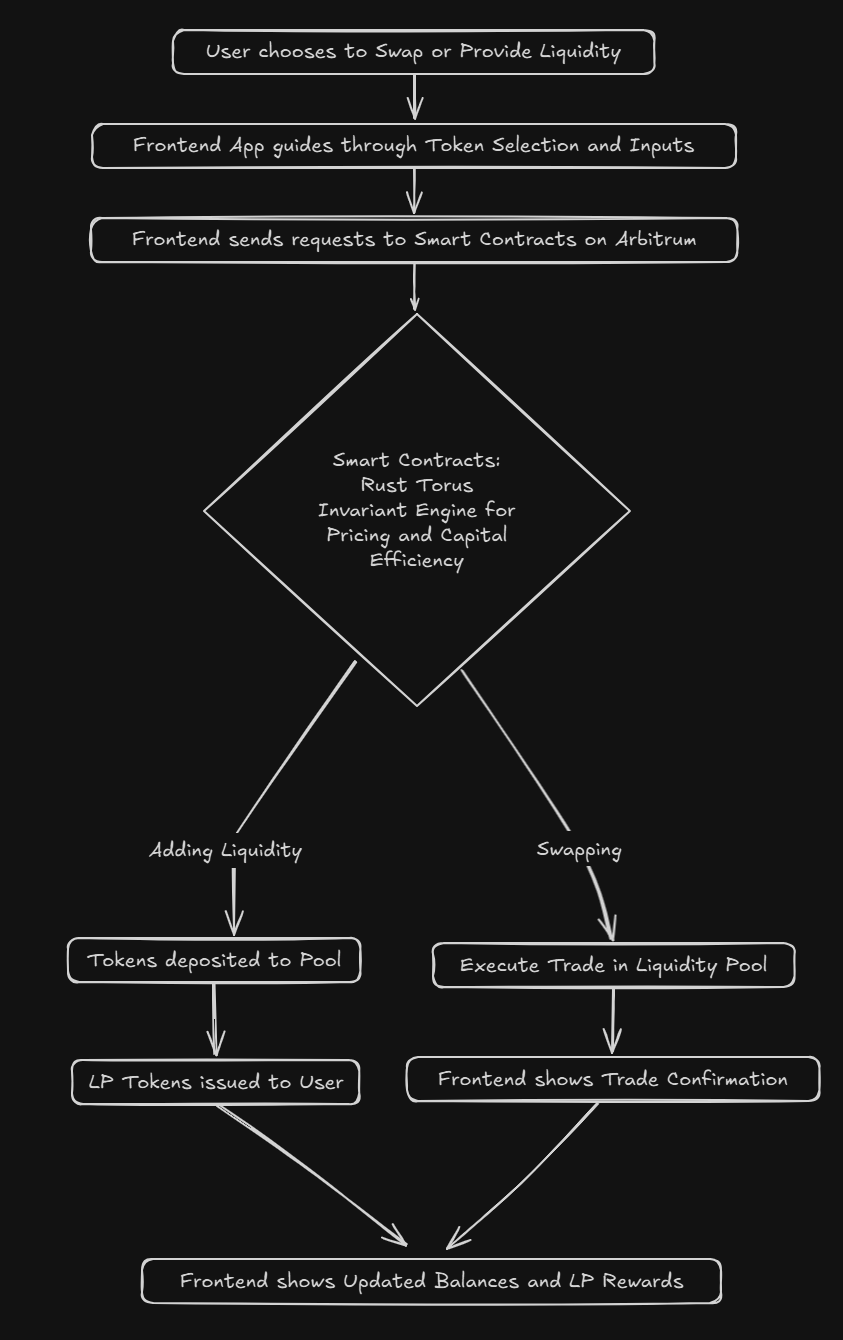 User chooses to Swap or Provide Liquidity
Frontend App guides through Token Selection and Inputs
Frontend sends requests to Smart Contracts on Arbitrum
Smart Contracts:
Rust Torus
Invariant Engine for
Pricing and Capital
Efficiency
Adding Liquidity
Swapping
Tokens deposited to Pool
Execute Trade in Liquidity Pool
LP Tokens issued to User
Frontend shows Trade Confirmation
Frontend shows Updated Balances and LP Rewards